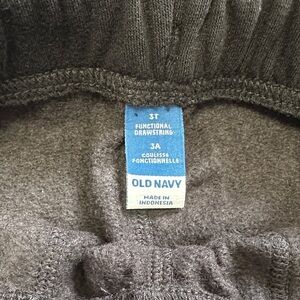 3T
FUNCTIONAL
DRAWSTRING
3A
COULISSE
FONCTIONNELLE
OLD NAVY
MADE IN
INDONESIA